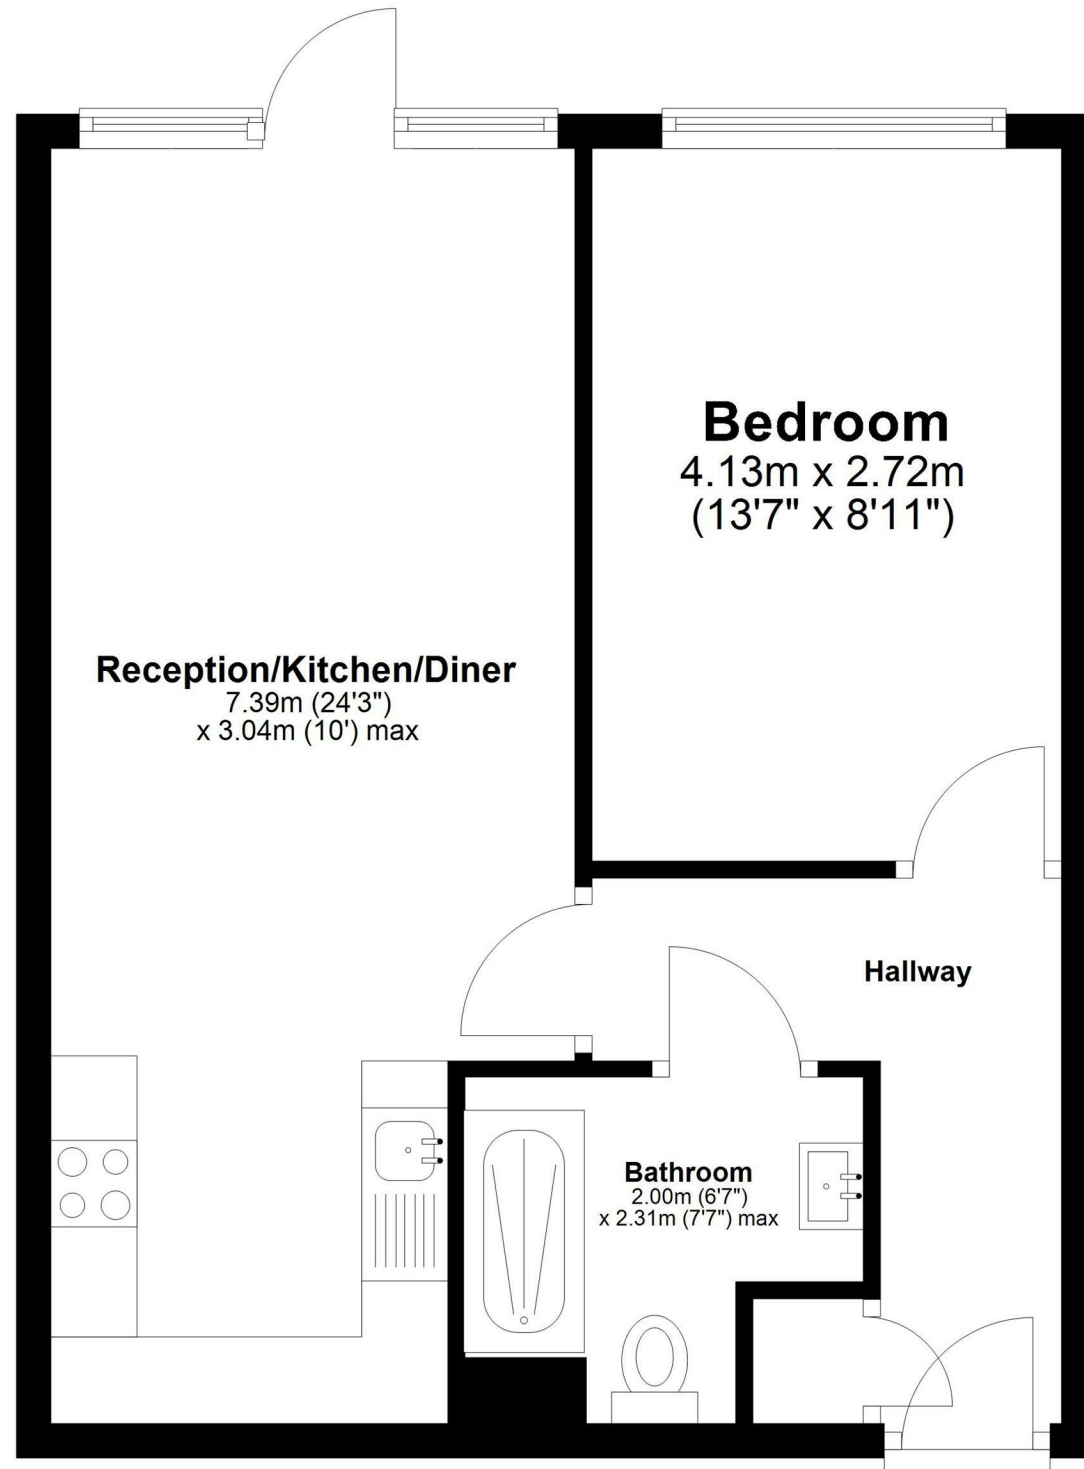 Bedroom
4.13m x 2.72m
(13'7" x 8'11")
Reception/Kitchen/Diner
7.39m (24'3")
x 3.04m (10') max
Hallway
Bathroom
2.00m (6'7")
x 2.31m (7'7") max